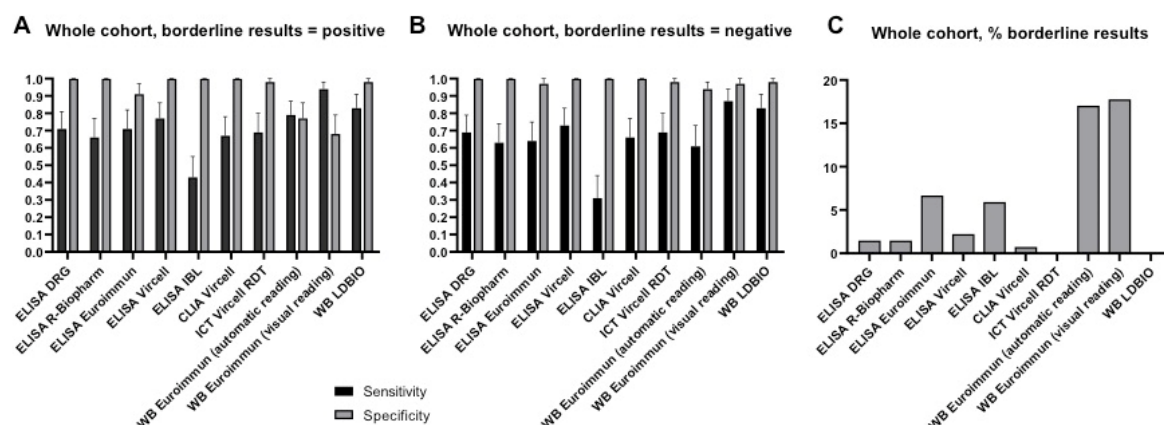 A Whole cohort, borderline results = positive
1.0
0.9
0.8
0.7
0.6
0.5
0.4
0.3
0.2
0.1
0.0
ELISA DRG
ELISA R-Biopharm
ELISA Euroimmun
ELISA Vircell
ELISA IBL
CLIA Vircell
ICT Vircell RDT
WB Euroimmun (automatic reading)
WB Euroimmun (visual reading)
WB LDBIO
B Whole cohort, borderline results = negative
1.0
0.9
0.8
0.7
0.6
0.5
0.4
0.3
0.2
0.1
0.0
ELISA DRG
ELISA R-Biopharm
ELISA Euroimmun
ELISA Vircell
ELISA IBL
CLIA Vircell
ICT Vircell RDT
WB Euroimmun (automatic reading)
WB Euroimmun (visual reading)
WB LDBIO
Sensitivity
Specificity
C Whole cohort, % borderline results
20
15
10
5
0
ELISA DRG
ELISA R-Biopharm
ELISA Euroimmun
ELISA Vircell
ELISA IBL
CLIA Vircell
ICT Vircell RDT
WB Euroimmun (automatic reading)
WB Euroimmun (visual reading)
WB LDBIO